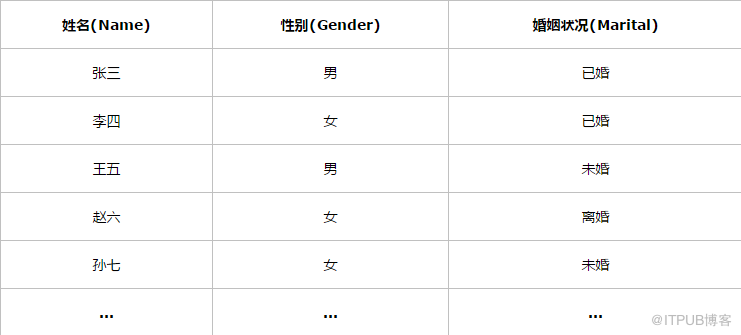 姓名(Name) 性别(Gender) 婚姻状况(Marital)
张三 男 已婚
李四 女 已婚
王五 男 未婚
赵六 女 离婚
孙七 女 未婚
... ... ...
@ITPUB博客